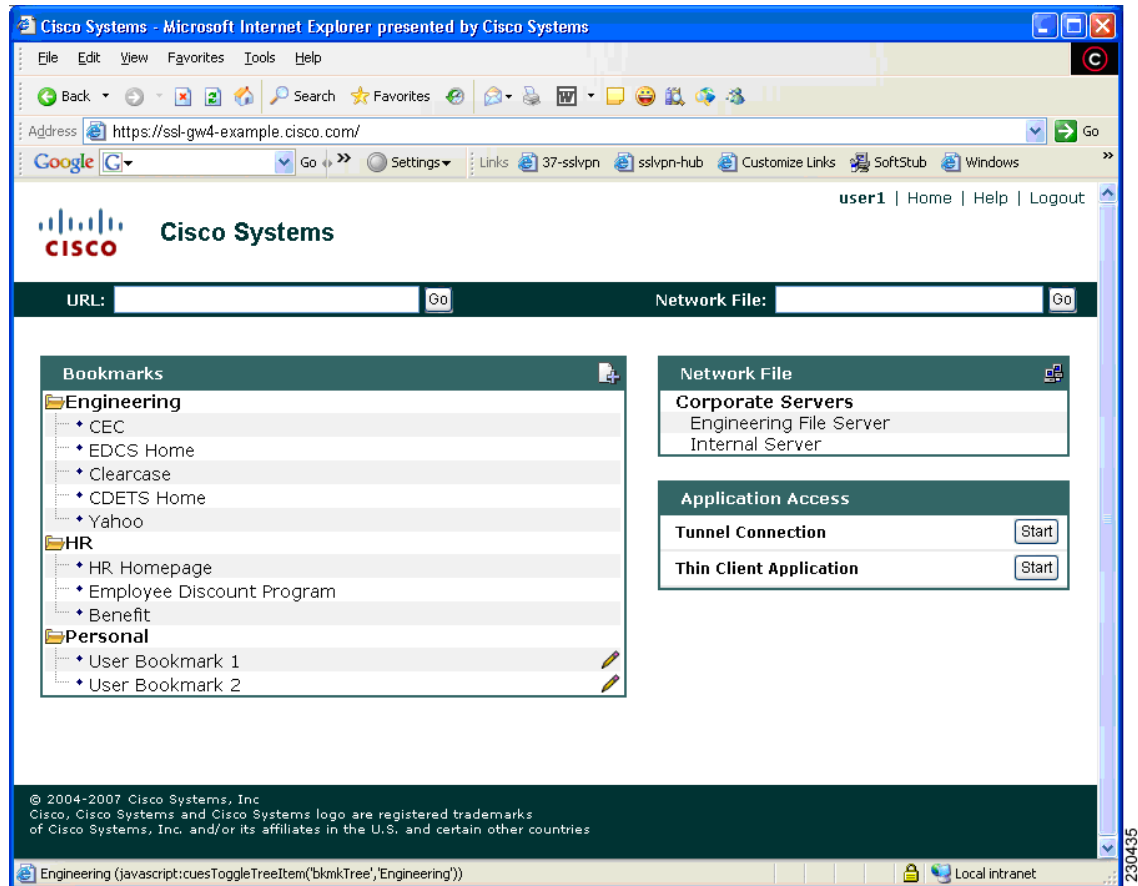 Cisco Systems - Microsoft Internet Explorer presented by Cisco Systems
File Edit View Favorites Tools Help
Back Search Favorites
Address https://ssl-gw4-example.cisco.com/ Go
Google G Go » Settings Links 37-sslvpn sslvpn-hub Customize Links SoftStub Windows »
user1 | Home | Help | Logout
CISCO Cisco Systems
URL: Go Network File: Go
Bookmarks
Engineering
CEC
EDCS Home
Clearcase
CDETS Home
Yahoo
HR
HR Homepage
Employee Discount Program
Benefit
Personal
User Bookmark 1
User Bookmark 2
Network File
Corporate Servers
Engineering File Server
Internal Server
Application Access
Tunnel Connection Start
Thin Client Application Start
© 2004-2007 Cisco Systems, Inc
Cisco, Cisco Systems and Cisco Systems logo are registered trademarks
of Cisco Systems, Inc. and/or its affiliates in the U.S. and certain other countries
Engineering (javascript:cuesToggleTreeItem('bkmkTree','Engineering')) Local intranet
230435